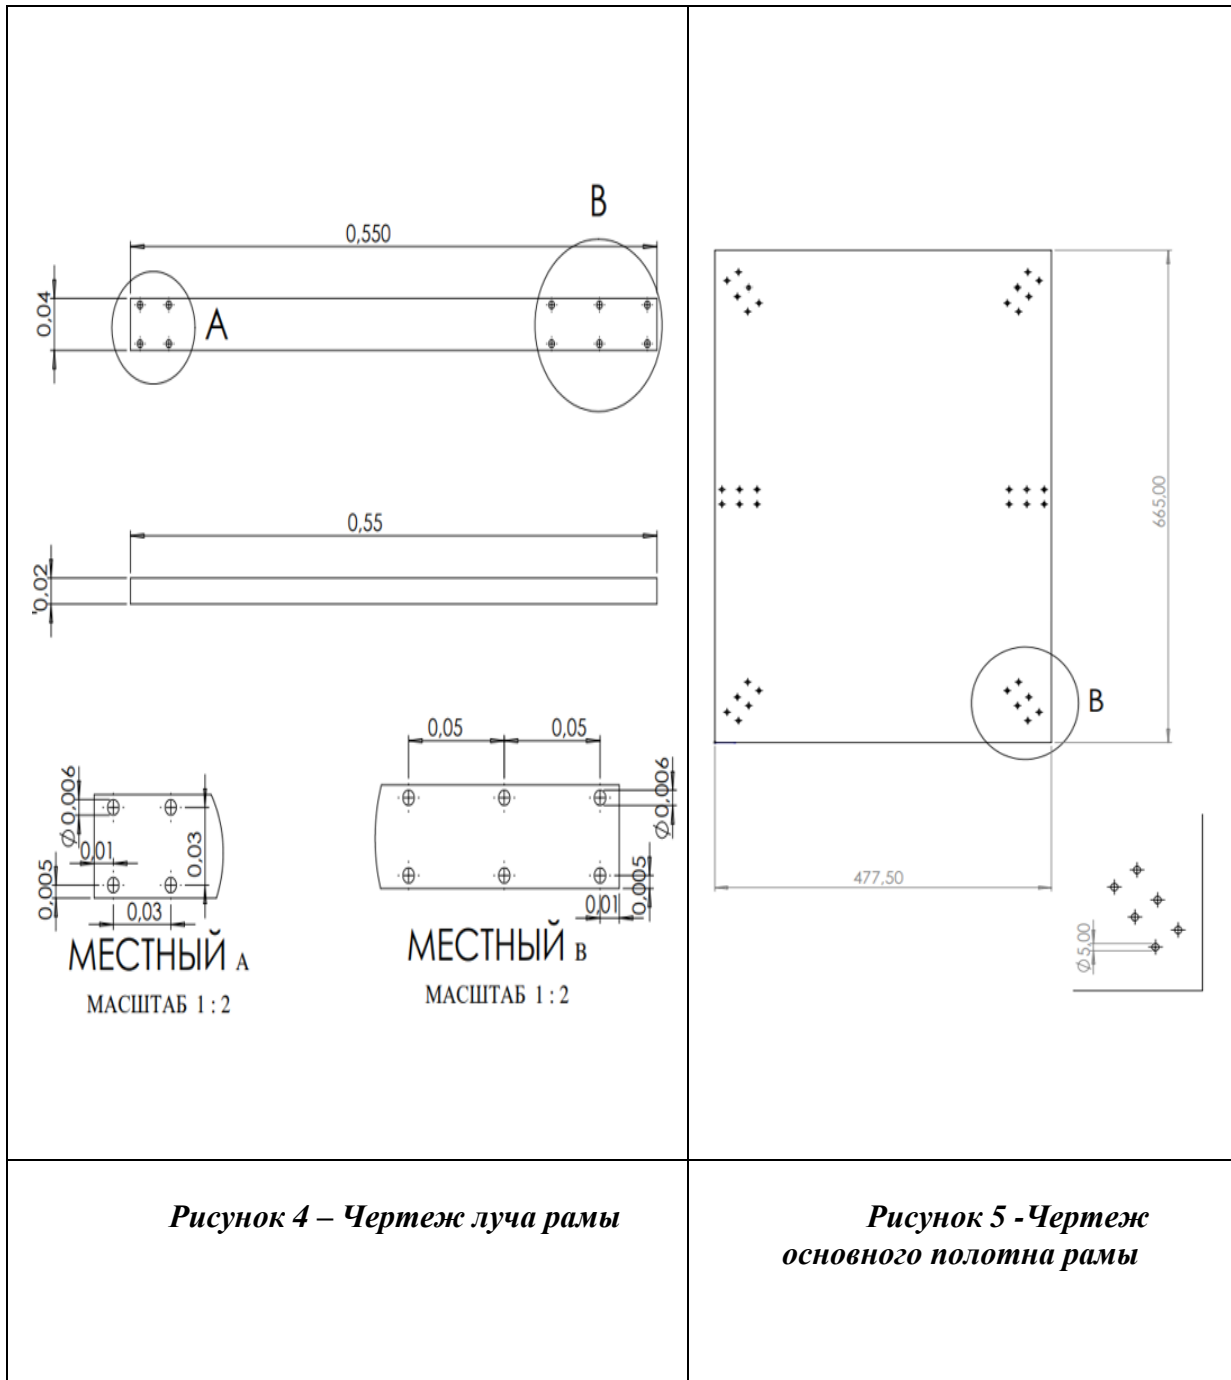 B
0,550
0,04
A
0,55
0,02
0,05
0,05
Ø0,006
0,01
0,03
0,005
0,03
Ø0,006
0,005
0,01
МЕСТНЫЙ A
МАСШТАБ 1 : 2
МЕСТНЫЙ B
МАСШТАБ 1 : 2
665,00
B
477,50
Ø5,00
Рисунок 4 – Чертеж луча рамы
Рисунок 5 -Чертеж
основного полотна рамы